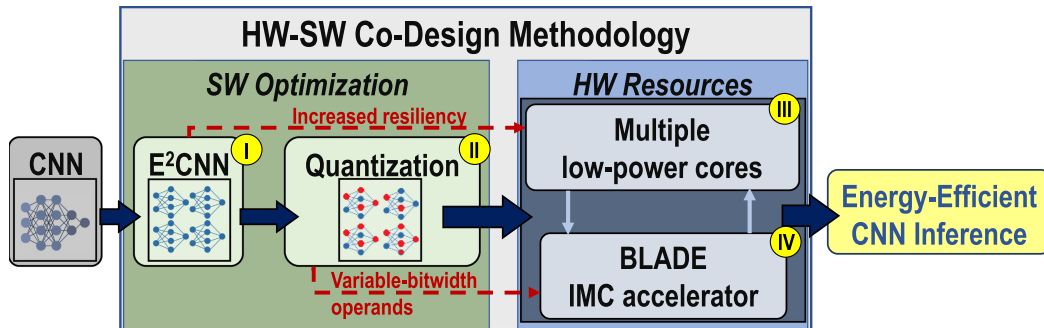 HW-SW Co-Design Methodology
SW Optimization
HW Resources
Increased resiliency
CNN
E²CNN
I
Quantization
II
Multiple
low-power cores
III
Variable-bitwidth
operands
BLADE
IMC accelerator
IV
Energy-Efficient
CNN Inference